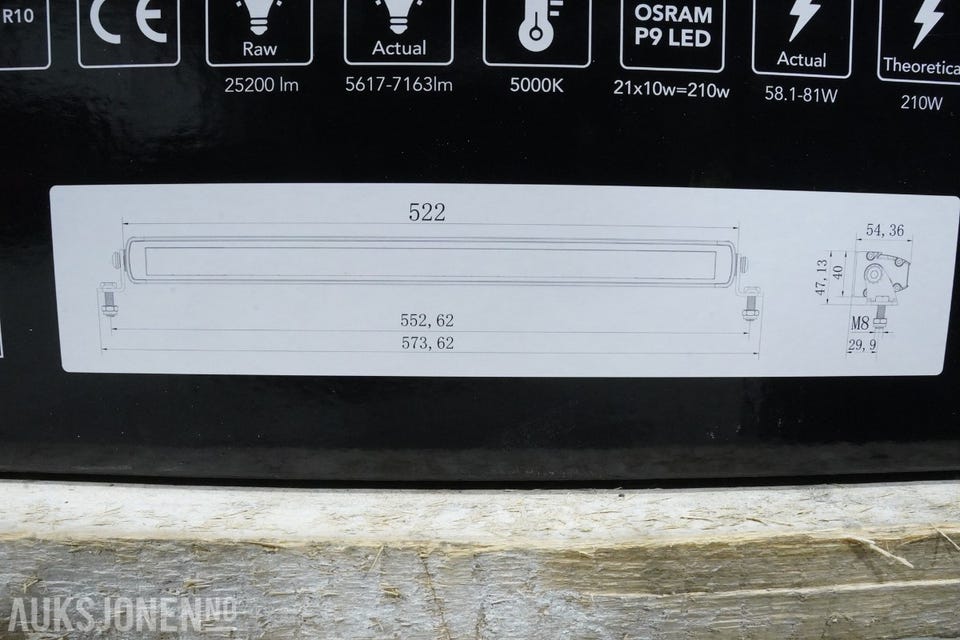 R10
CE
Raw
25200 lm
Actual
5617-7163lm
5000K
OSRAM
P9 LED
21x10w=210w
Actual
58.1-81W
Theoretica
210W
522
552,62
573,62
54,36
47,13
40
M8
29,9
AUKSJONEN.NO